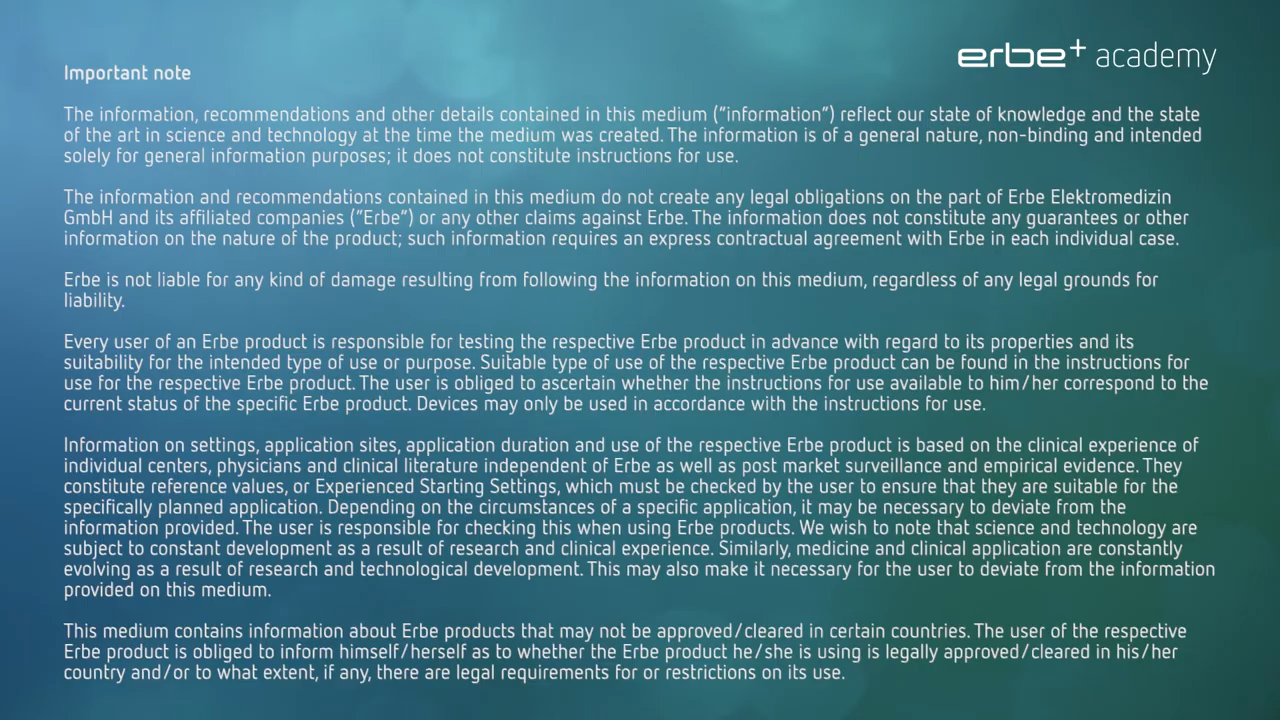 erbe+ academy
Important note
The information, recommendations and other details contained in this medium (“information”) reflect our state of knowledge and the state
of the art in science and technology at the time the medium was created. The information is of a general nature, non-binding and intended
solely for general information purposes; it does not constitute instructions for use.
The information and recommendations contained in this medium do not create any legal obligations on the part of Erbe Elektromedizin
GmbH and its affiliated companies (“Erbe”) or any other claims against Erbe. The information does not constitute any guarantees or other
information on the nature of the product; such information requires an express contractual agreement with Erbe in each individual case.
Erbe is not liable for any kind of damage resulting from following the information on this medium, regardless of any legal grounds for
liability.
Every user of an Erbe product is responsible for testing the respective Erbe product in advance with regard to its properties and its
suitability for the intended type of use or purpose. Suitable type of use of the respective Erbe product can be found in the instructions for
use for the respective Erbe product. The user is obliged to ascertain whether the instructions for use available to him/her correspond to the
current status of the specific Erbe product. Devices may only be used in accordance with the instructions for use.
Information on settings, application sites, application duration and use of the respective Erbe product is based on the clinical experience of
individual centers, physicians and clinical literature independent of Erbe as well as post market surveillance and empirical evidence. They
constitute reference values, or Experienced Starting Settings, which must be checked by the user to ensure that they are suitable for the
specifically planned application. Depending on the circumstances of a specific application, it may be necessary to deviate from the
information provided. The user is responsible for checking this when using Erbe products. We wish to note that science and technology are
subject to constant development as a result of research and clinical experience. Similarly, medicine and clinical application are constantly
evolving as a result of research and technological development. This may also make it necessary for the user to deviate from the information
provided on this medium.
This medium contains information about Erbe products that may not be approved/cleared in certain countries. The user of the respective
Erbe product is obliged to inform himself/herself as to whether the Erbe product he/she is using is legally approved/cleared in his/her
country and/or to what extent, if any, there are legal requirements for or restrictions on its use.